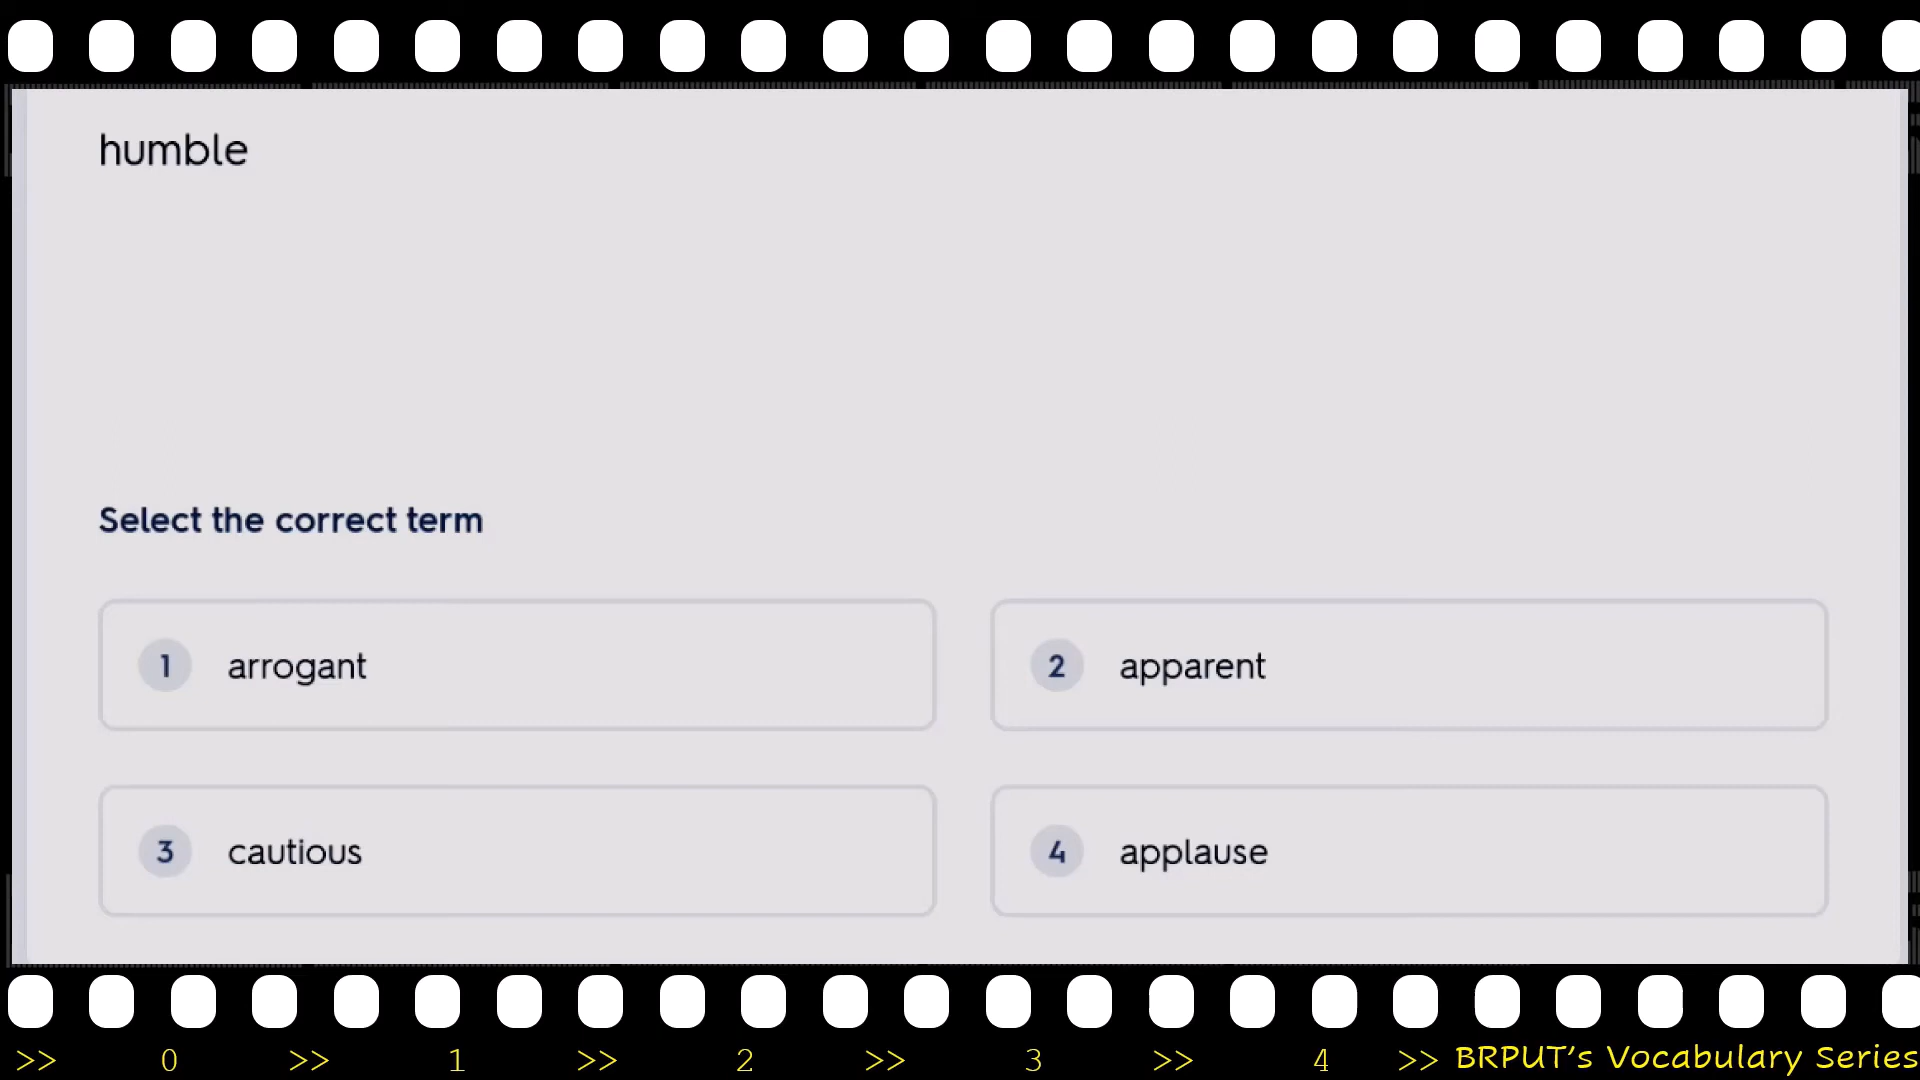 humble
Select the correct term
1 arrogant
2 apparent
3 cautious
4 applause
>> 0 >> 1 >> 2 >> 3 >> 4 >> BRPUT's Vocabulary Series